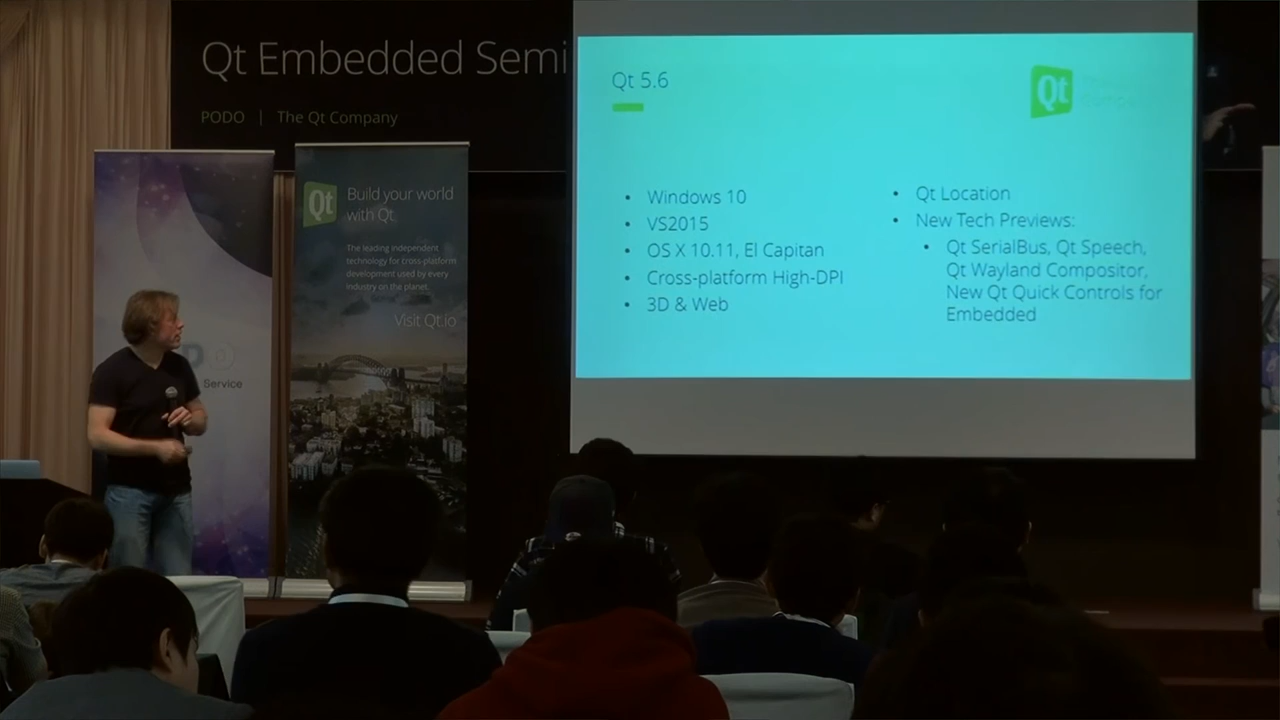 Qt Embedded Semi
PODO | The Qt Company
Qt
Build your world
with Qt
The leading independent
technology for cross-platform
development used by every
industry on the planet.
Visit Qt.io
Service
Qt 5.6
Qt
• Windows 10
• VS2015
• OS X 10.11, El Capitan
• Cross-platform High-DPI
• 3D & Web
• Qt Location
• New Tech Previews:
• Qt SerialBus, Qt Speech,
Qt Wayland Compositor,
New Qt Quick Controls for
Embedded